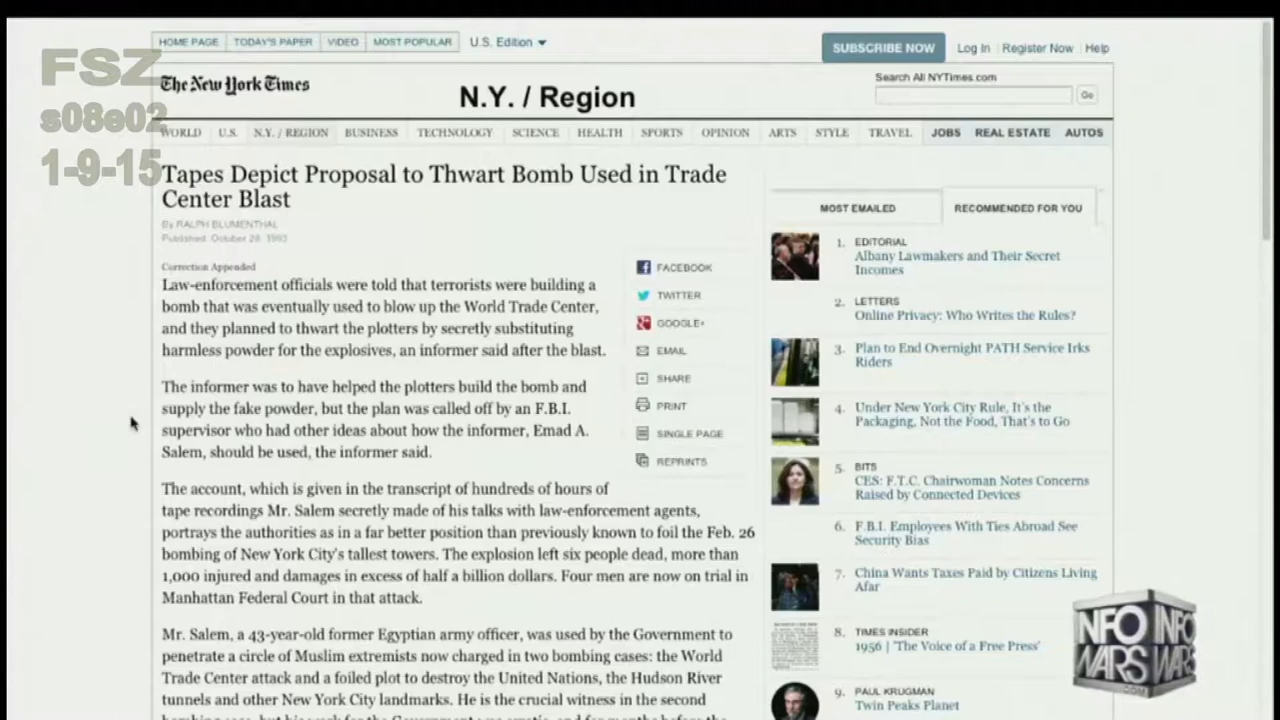 FSZ
s08e02
1-9-15
HOME PAGE TODAY'S PAPER VIDEO MOST POPULAR U.S. Edition
SUBSCRIBE NOW Log In Register Now Help
The New York Times
N.Y. / Region
Search All NYTimes.com
Go
WORLD U.S. N.Y. / REGION BUSINESS TECHNOLOGY SCIENCE HEALTH SPORTS OPINION ARTS STYLE TRAVEL JOBS REAL ESTATE AUTOS
Tapes Depict Proposal to Thwart Bomb Used in Trade
Center Blast
By RALPH BLUMENTHAL
Published: October 28, 1993
Correction Appended
Law-enforcement officials were told that terrorists were building a
bomb that was eventually used to blow up the World Trade Center,
and they planned to thwart the plotters by secretly substituting
harmless powder for the explosives, an informer said after the blast.
The informer was to have helped the plotters build the bomb and
supply the fake powder, but the plan was called off by an F.B.I.
supervisor who had other ideas about how the informer, Emad A.
Salem, should be used, the informer said.
The account, which is given in the transcript of hundreds of hours of
tape recordings Mr. Salem secretly made of his talks with law-enforcement agents,
portrays the authorities as in a far better position than previously known to foil the Feb. 26
bombing of New York City's tallest towers. The explosion left six people dead, more than
1,000 injured and damages in excess of half a billion dollars. Four men are now on trial in
Manhattan Federal Court in that attack.
Mr. Salem, a 43-year-old former Egyptian army officer, was used by the Government to
penetrate a circle of Muslim extremists now charged in two bombing cases: the World
Trade Center attack and a foiled plot to destroy the United Nations, the Hudson River
tunnels and other New York City landmarks. He is the crucial witness in the second
FACEBOOK
TWITTER
GOOGLE+
EMAIL
SHARE
PRINT
SINGLE PAGE
REPRINTS
MOST EMAILED RECOMMENDED FOR YOU
1. EDITORIAL
Albany Lawmakers and Their Secret
Incomes
2. LETTERS
Online Privacy: Who Writes the Rules?
3. Plan to End Overnight PATH Service Irks
Riders
4. Under New York City Rule, It's the
Packaging, Not the Food, That's to Go
5. BITS
CES: F.T.C. Chairwoman Notes Concerns
Raised by Connected Devices
6. F.B.I. Employees With Ties Abroad See
Security Bias
7. China Wants Taxes Paid by Citizens Living
Afar
8. TIMES INSIDER
1956 | 'The Voice of a Free Press'
9. PAUL KRUGMAN
Twin Peaks Planet
INFO INFO
WARS WARS
.COM